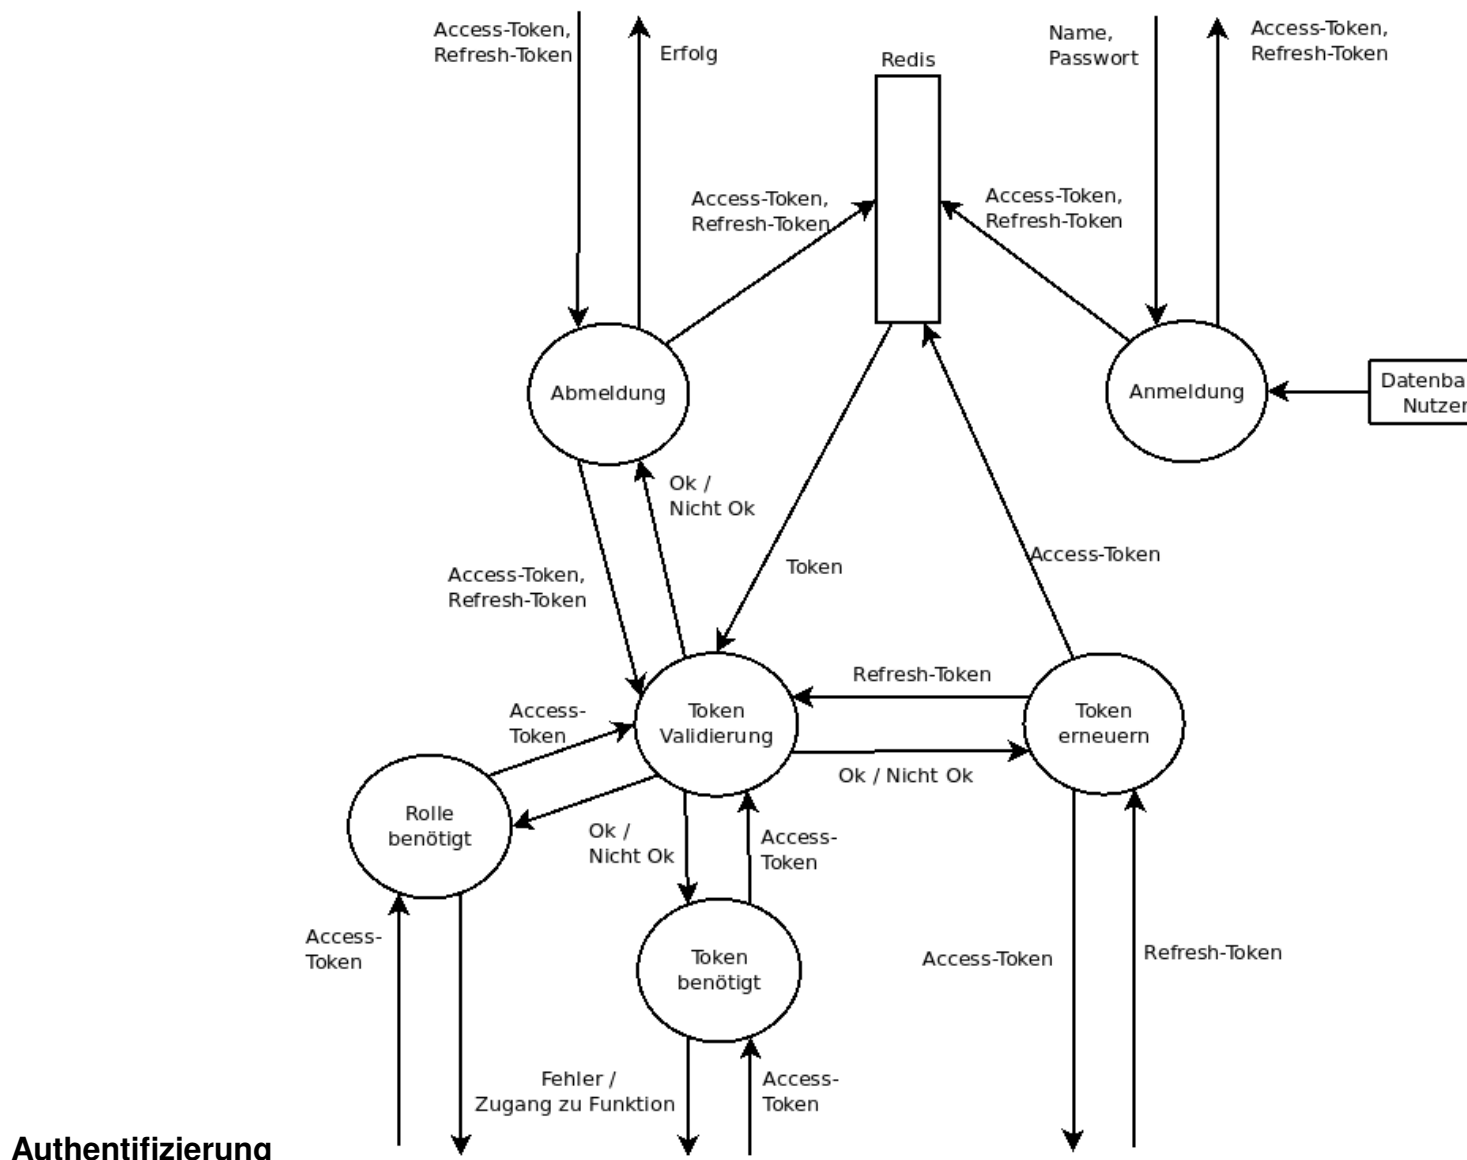 Access-Token,
Refresh-Token
Erfolg
Redis
Name,
Passwort
Access-Token,
Refresh-Token
Access-Token,
Refresh-Token
Access-Token,
Refresh-Token
Abmeldung
Anmeldung
Datenba
Nutzer
Ok /
Nicht Ok
Access-Token,
Refresh-Token
Token
Access-Token
Refresh-Token
Access-
Token
Token
Validierung
Token
erneuern
Ok / Nicht Ok
Rolle
benötigt
Ok /
Nicht Ok
Access-
Token
Access-
Token
Token
benötigt
Access-Token
Refresh-Token
Fehler /
Zugang zu Funktion
Access-
Token
Authentifizierung